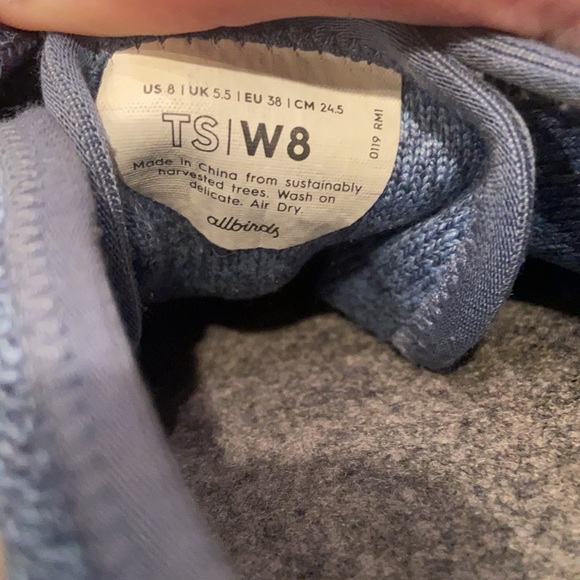 US 8 | UK 5.5 | EU 38 | CM 24.5
TS|W8
Made in China from sustainably
harvested trees. Wash on
delicate. Air Dry.
allbirds
0119 RM1